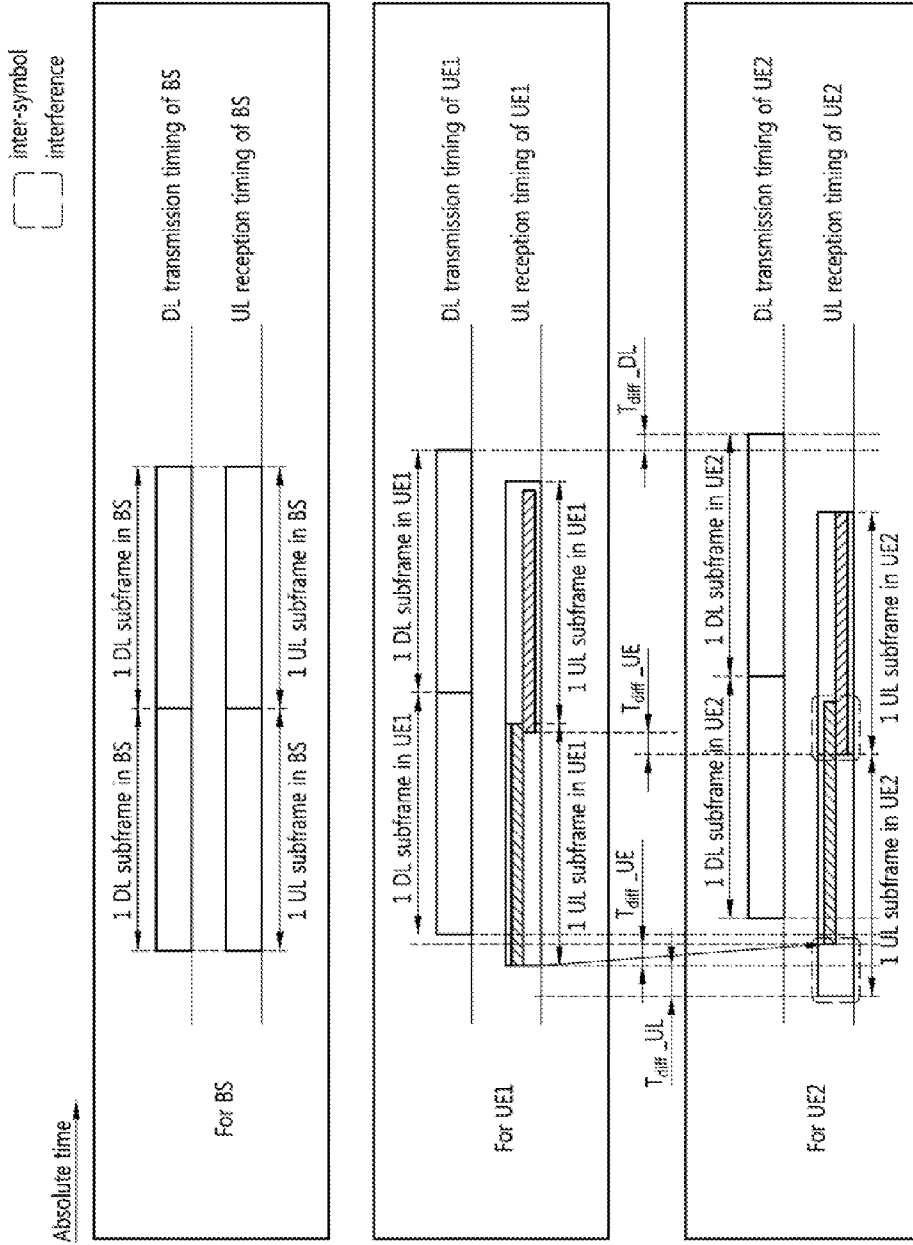 Absolute time
inter-symbol
interference
For BS
1 DL subframe in BS
1 DL subframe in BS
DL transmission timing of BS
1 UL subframe in BS
1 UL subframe in BS
UL reception timing of BS
For UE1
1 DL subframe in UE1
1 DL subframe in UE1
DL transmission timing of UE1
1 UL subframe in UE1
1 UL subframe in UE1
UL reception timing of UE1
Tdiff_UL
Tdiff_UE
Tdiff_UE
Tdiff_DL
For UE2
1 DL subframe in UE2
1 DL subframe in UE2
DL transmission timing of UE2
1 UL subframe in UE2
1 UL subframe in UE2
UL reception timing of UE2